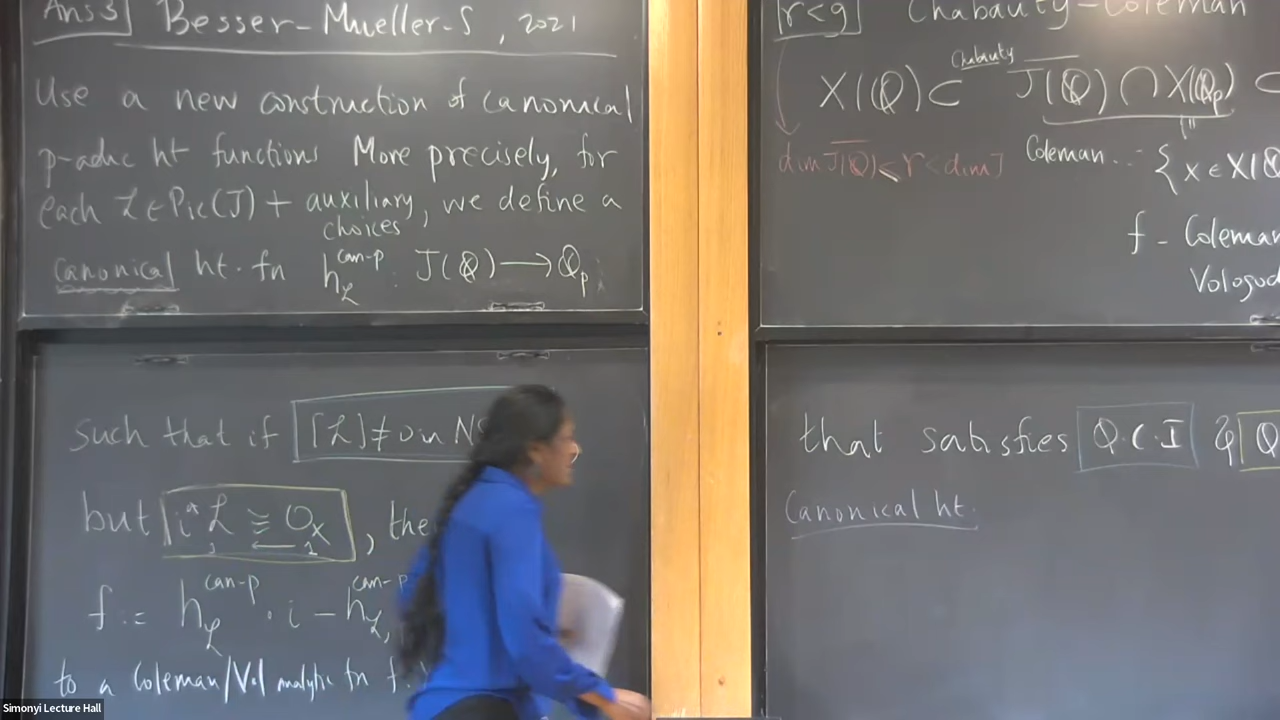 Ans 3 Besser-Mueller-S, 2021
Use a new construction of canonical
p-adic ht functions More precisely, for
each L ∈ Pic(J) + auxiliary choices, we define a
canonical ht. fn h_L^{can-p} : J(Q) → Q_p
such that if [L] ≠ 0 in NS
but i*L ≅ O_X,
f := h_L^{can-p} ∘ i − h_L,^{can-p}
to a Coleman/Vol analytic fn f.
r < g Chabauty-Coleman
X(Q) ⊂ Chabauty J(Q) ∩ X(Q_p) ⊂
dim J(Q) ≤ r < dim J
Coleman... { x ∈ X(Q
f - Coleman
Vologod
that satisfies Q.C.I & Q
Canonical ht.
Simonyi Lecture Hall